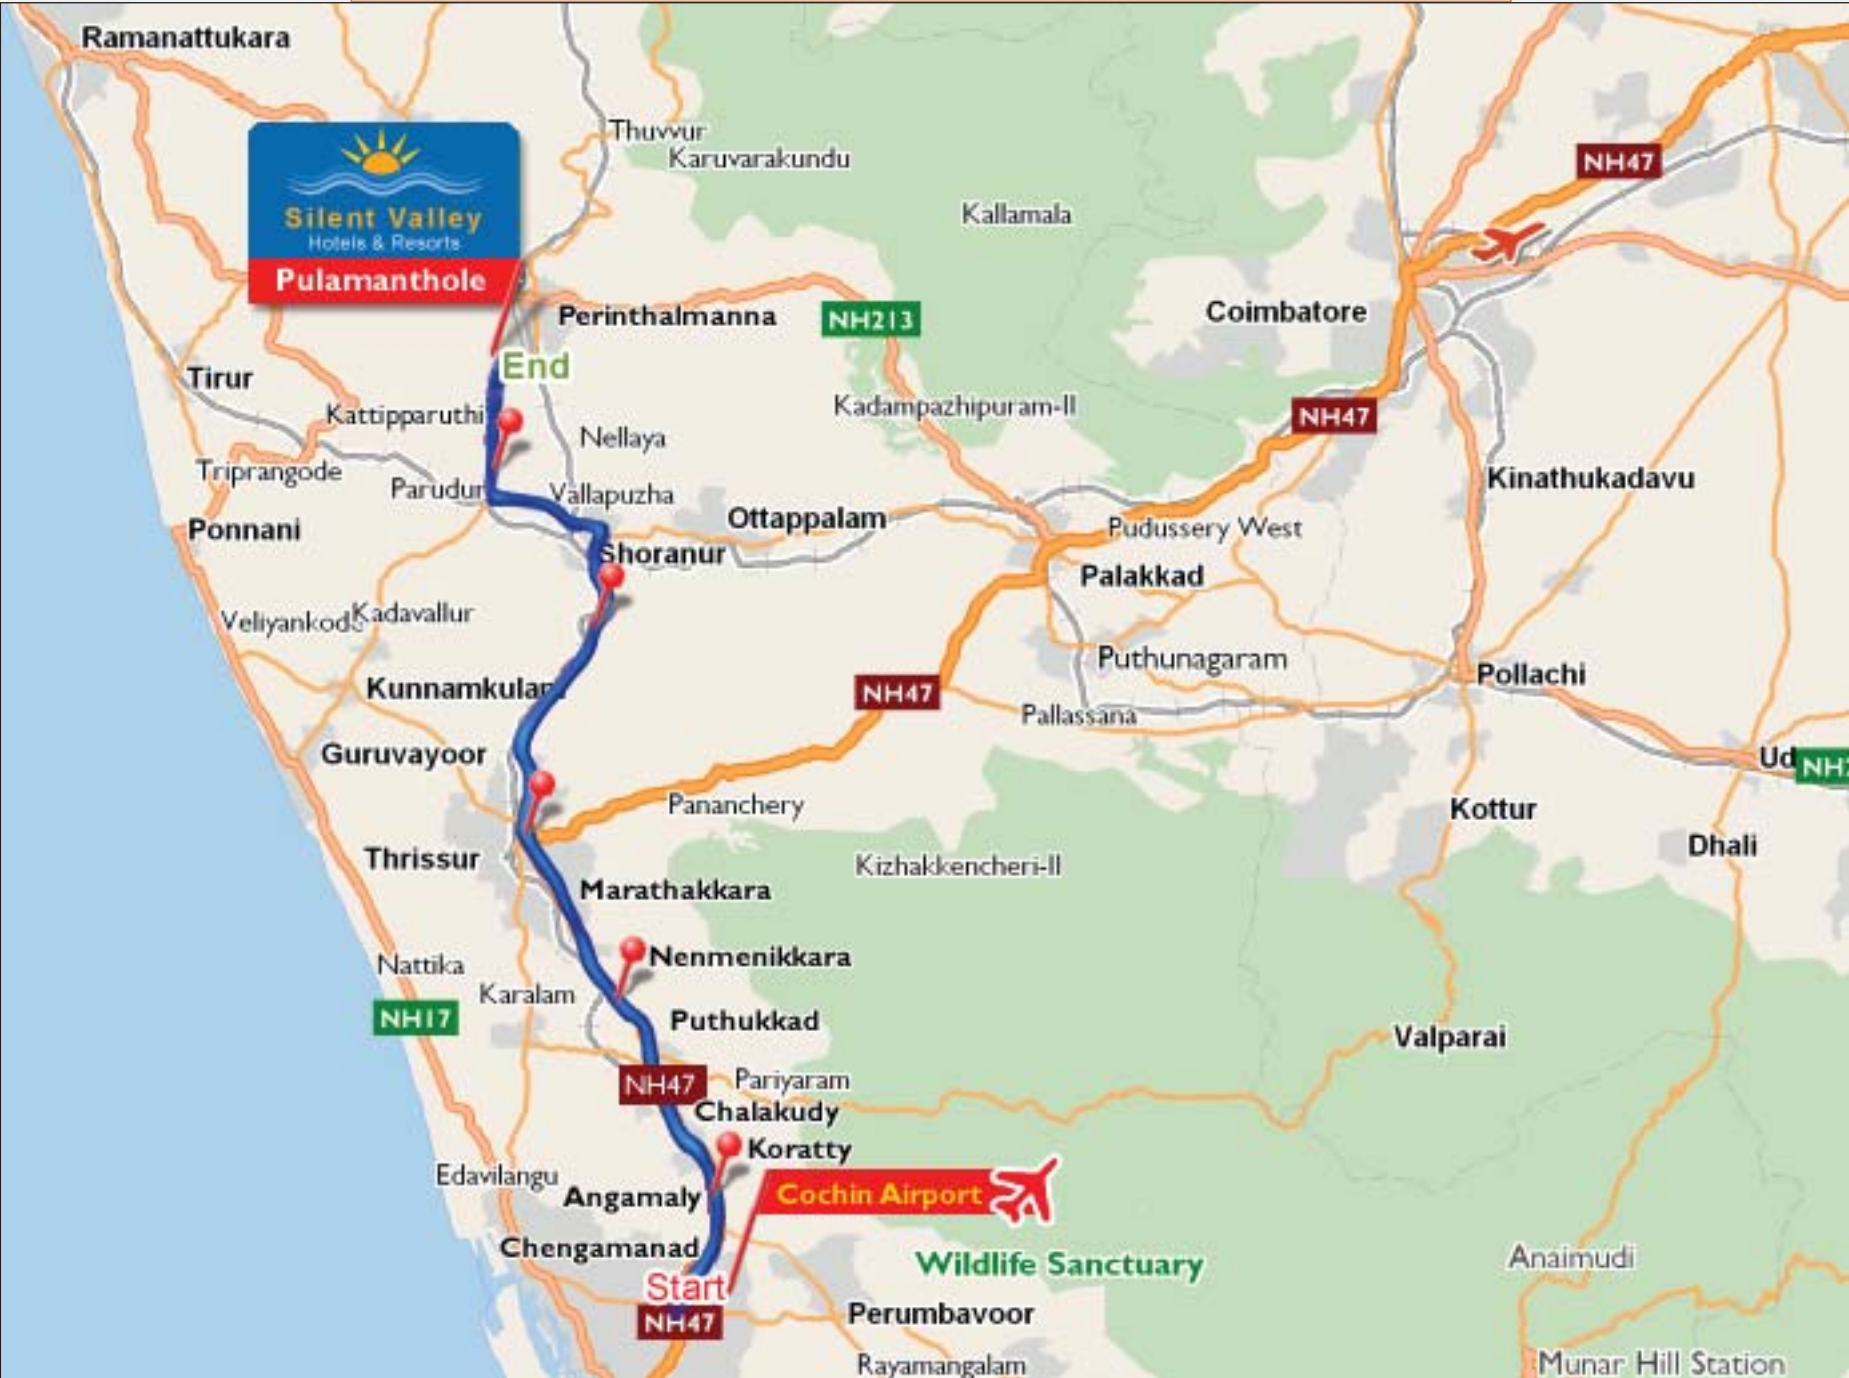 Ramanattukara
Thuvvur
Karuvarakundu
NH47
Silent Valley
Hotels & Resorts
Pulamanthole
Kallamala
Perinthalmanna
NH213
Coimbatore
End
Tirur
Kattipparuthi
Kadampazhipuram-II
NH47
Nellaya
Triprangode
Parudur
Vallapuzha
Kinathukadavu
Ponnani
Ottappalam
Pudussery West
Shoranur
Palakkad
Kadavallur
Puthunagaram
Kunnamkulam
NH47
Pollachi
Pallassana
Guruvayoor
Ud
NH2
Pananchery
Kottur
Thrissur
Kizhakkencheri-II
Dhali
Marathakkara
Nattika
Nenmenikkara
Karalam
NH17
Puthukkad
Valparai
NH47
Pariyaram
Chalakudy
Koratty
Edavilangu
Angamaly
Cochin Airport
Chengamanad
Wildlife Sanctuary
Anaimudi
Start
NH47
Perumbavoor
Rayamangalam
Munar Hill Station